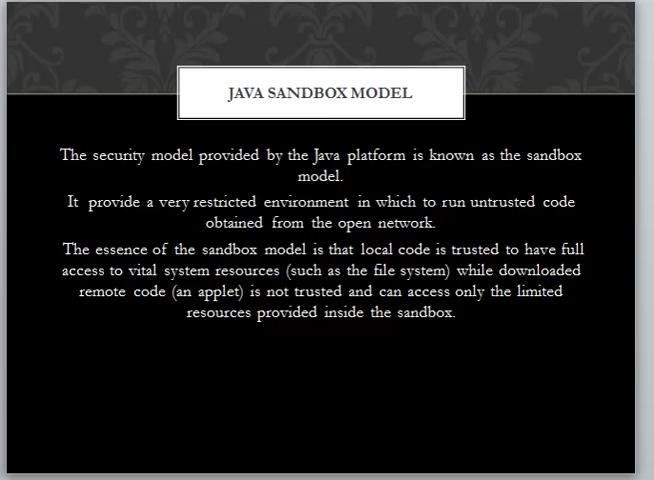 JAVA SANDBOX MODEL
The security model provided by the Java platform is known as the sandbox
model.
It provide a very restricted environment in which to run untrusted code
obtained from the open network.
The essence of the sandbox model is that local code is trusted to have full
access to vital system resources (such as the file system) while downloaded
remote code (an applet) is not trusted and can access only the limited
resources provided inside the sandbox.